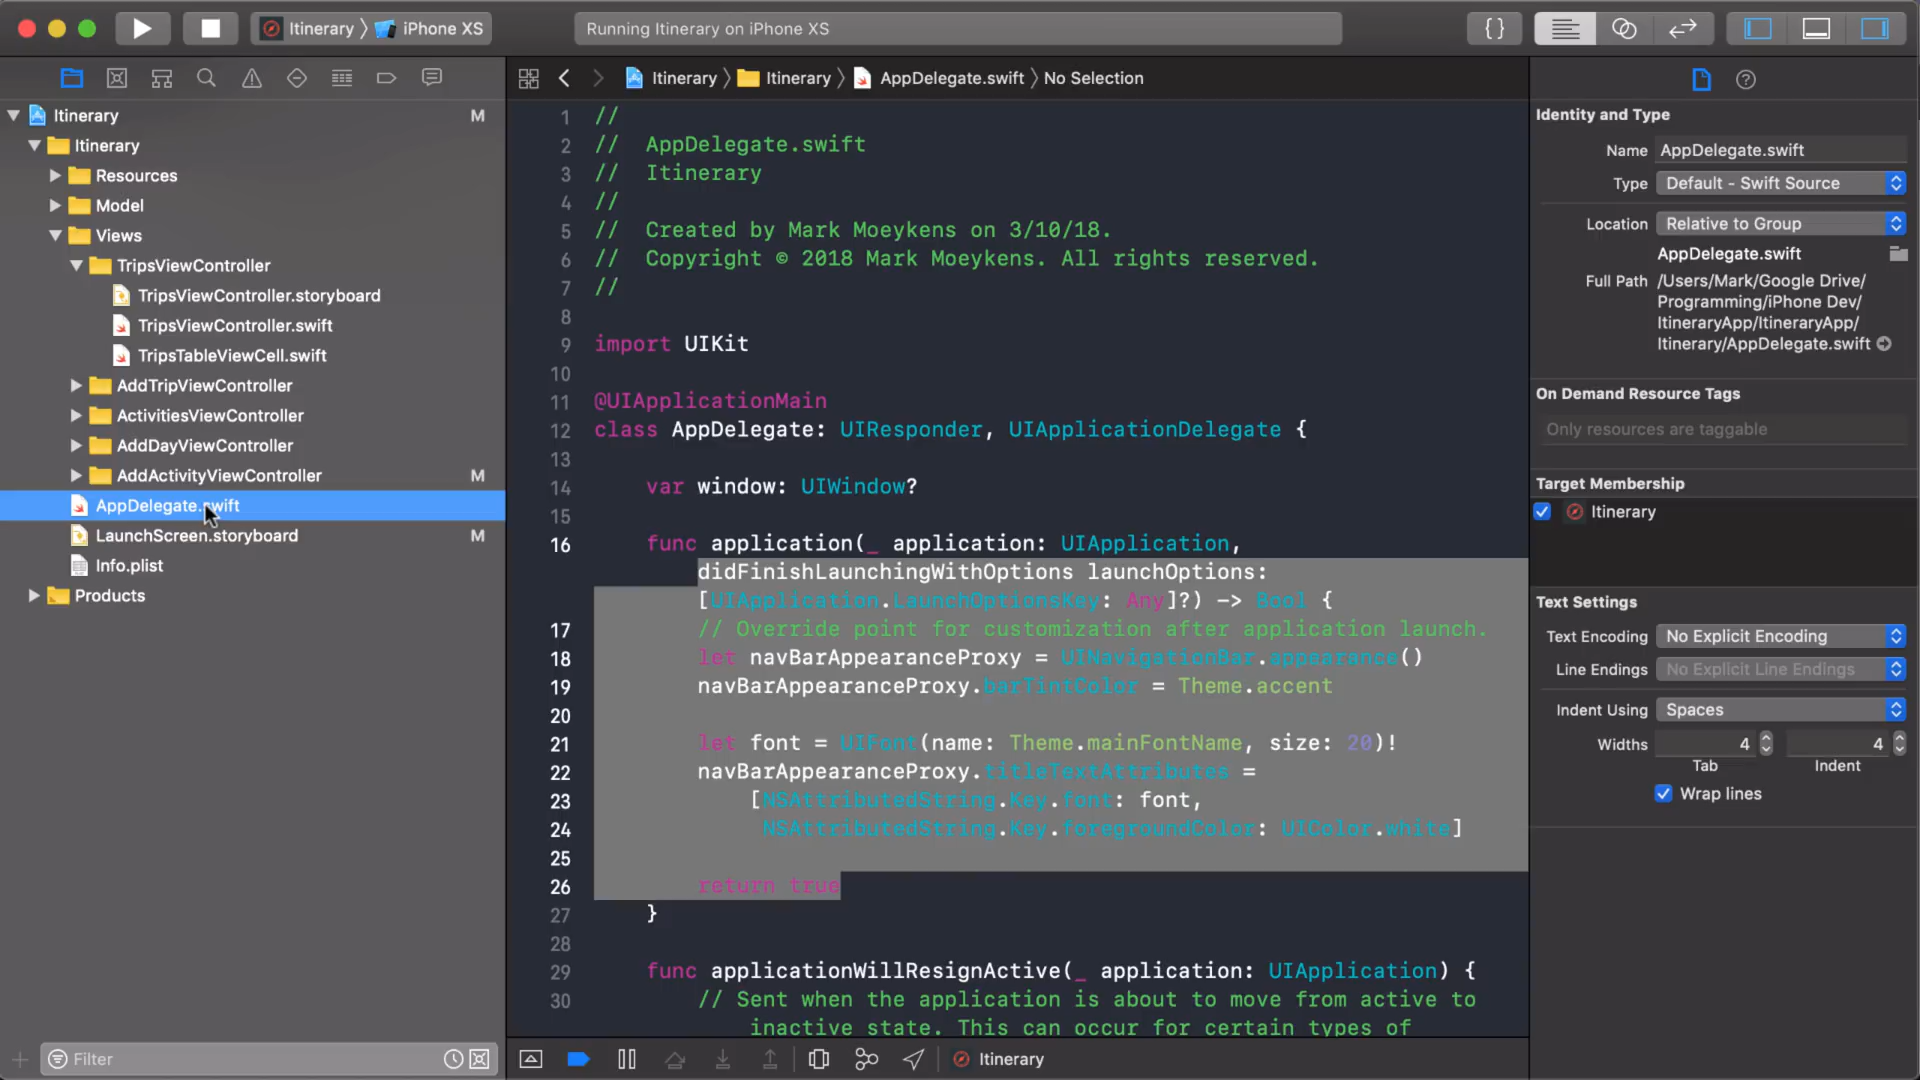 Itinerary 〉 iPhone XS
Running Itinerary on iPhone XS
{ }
Itinerary 〉 Itinerary 〉 AppDelegate.swift 〉 No Selection
Itinerary M
Itinerary
Resources
Model
Views
TripsViewController
TripsViewController.storyboard
TripsViewController.swift
TripsTableViewCell.swift
AddTripViewController
ActivitiesViewController
AddDayViewController
AddActivityViewController M
AppDelegate.swift
LaunchScreen.storyboard M
Info.plist
Products
Filter
1 //
2 //  AppDelegate.swift
3 //  Itinerary
4 //
5 //  Created by Mark Moeykens on 3/10/18.
6 //  Copyright © 2018 Mark Moeykens. All rights reserved.
7 //
8
9 import UIKit
10
11 @UIApplicationMain
12 class AppDelegate: UIResponder, UIApplicationDelegate {
13
14     var window: UIWindow?
15
16     func application(_ application: UIApplication,
        didFinishLaunchingWithOptions launchOptions:
        [UIApplication.LaunchOptionsKey: Any]?) -> Bool {
17         // Override point for customization after application launch.
18         let navBarAppearanceProxy = UINavigationBar.appearance()
19         navBarAppearanceProxy.barTintColor = Theme.accent
20
21         let font = UIFont(name: Theme.mainFontName, size: 20)!
22         navBarAppearanceProxy.titleTextAttributes =
23             [NSAttributedString.Key.font: font,
24              NSAttributedString.Key.foregroundColor: UIColor.white]
25
26         return true
27     }
28
29     func applicationWillResignActive(_ application: UIApplication) {
30         // Sent when the application is about to move from active to
            inactive state. This can occur for certain types of
Itinerary
Identity and Type
Name AppDelegate.swift
Type Default - Swift Source
Location Relative to Group
AppDelegate.swift
Full Path /Users/Mark/Google Drive/
Programming/iPhone Dev/
ItineraryApp/ItineraryApp/
Itinerary/AppDelegate.swift
On Demand Resource Tags
Only resources are taggable
Target Membership
Itinerary
Text Settings
Text Encoding No Explicit Encoding
Line Endings No Explicit Line Endings
Indent Using Spaces
Widths 4 4
Tab Indent
Wrap lines